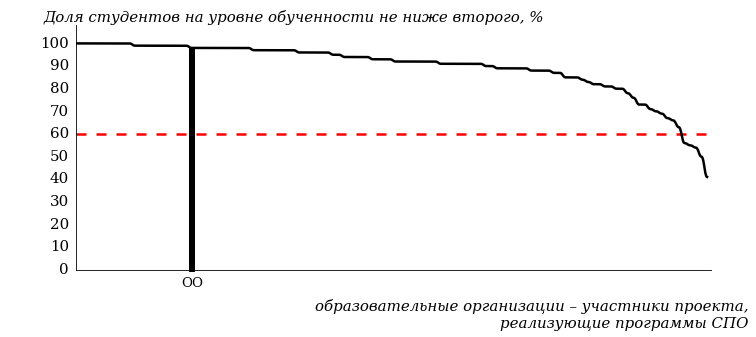 Доля студентов на уровне обученности не ниже второго, %
100
90
80
70
60
50
40
30
20
10
0
ОО
образовательные организации – участники проекта,
реализующие программы СПО